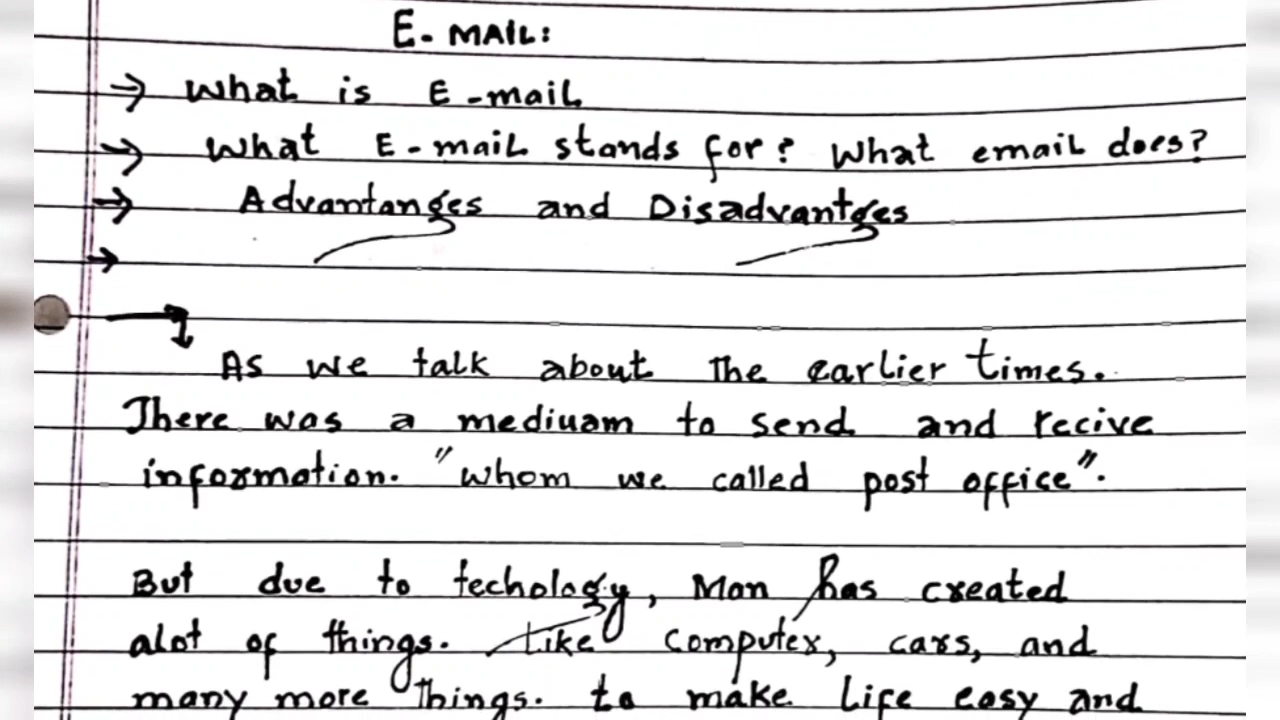 E-MAIL:
→ What is E-mail
→ What E-mail stands for? What email does?
→ Advantanges and Disadvantges
→
As we talk about the earlier times.
There was a mediuam to send and recive
information. "whom we called post office".
But due to techology, Man has created
alot of things. Like computer, cars, and
many more things. to make life easy and